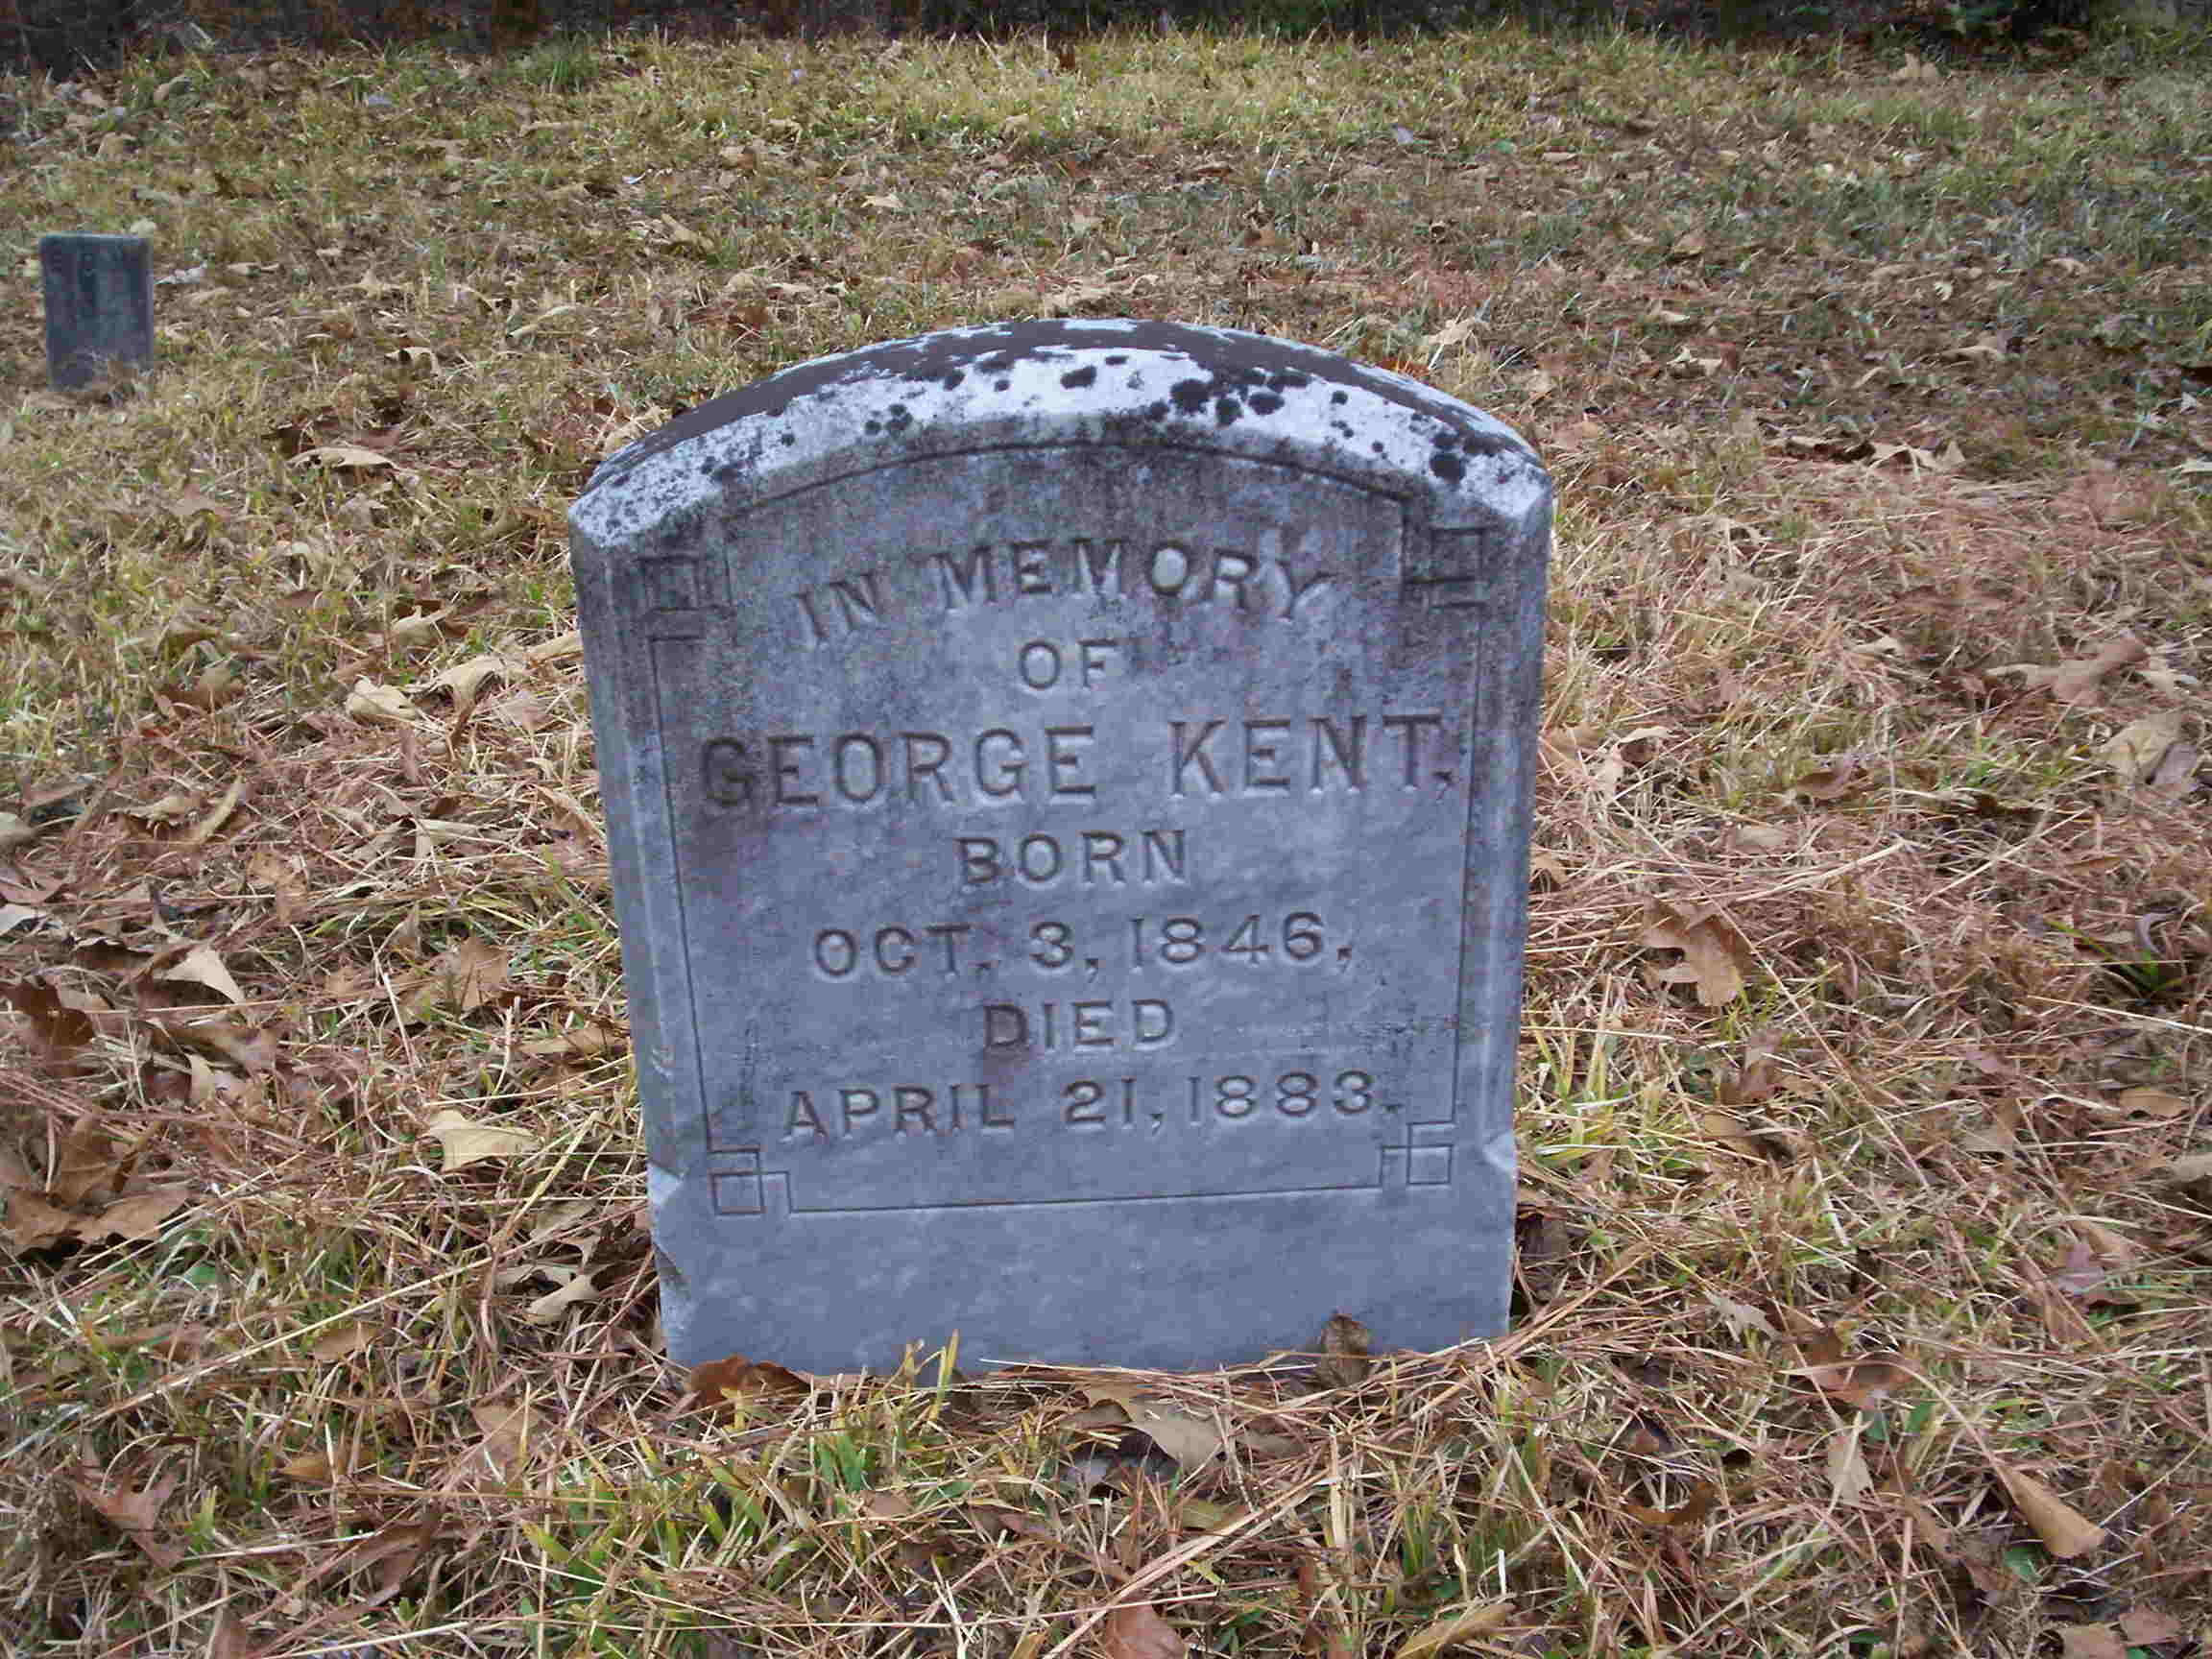 IN MEMORY
OF
GEORGE KENT,
BORN
OCT. 3, 1846,
DIED
APRIL 21, 1883.